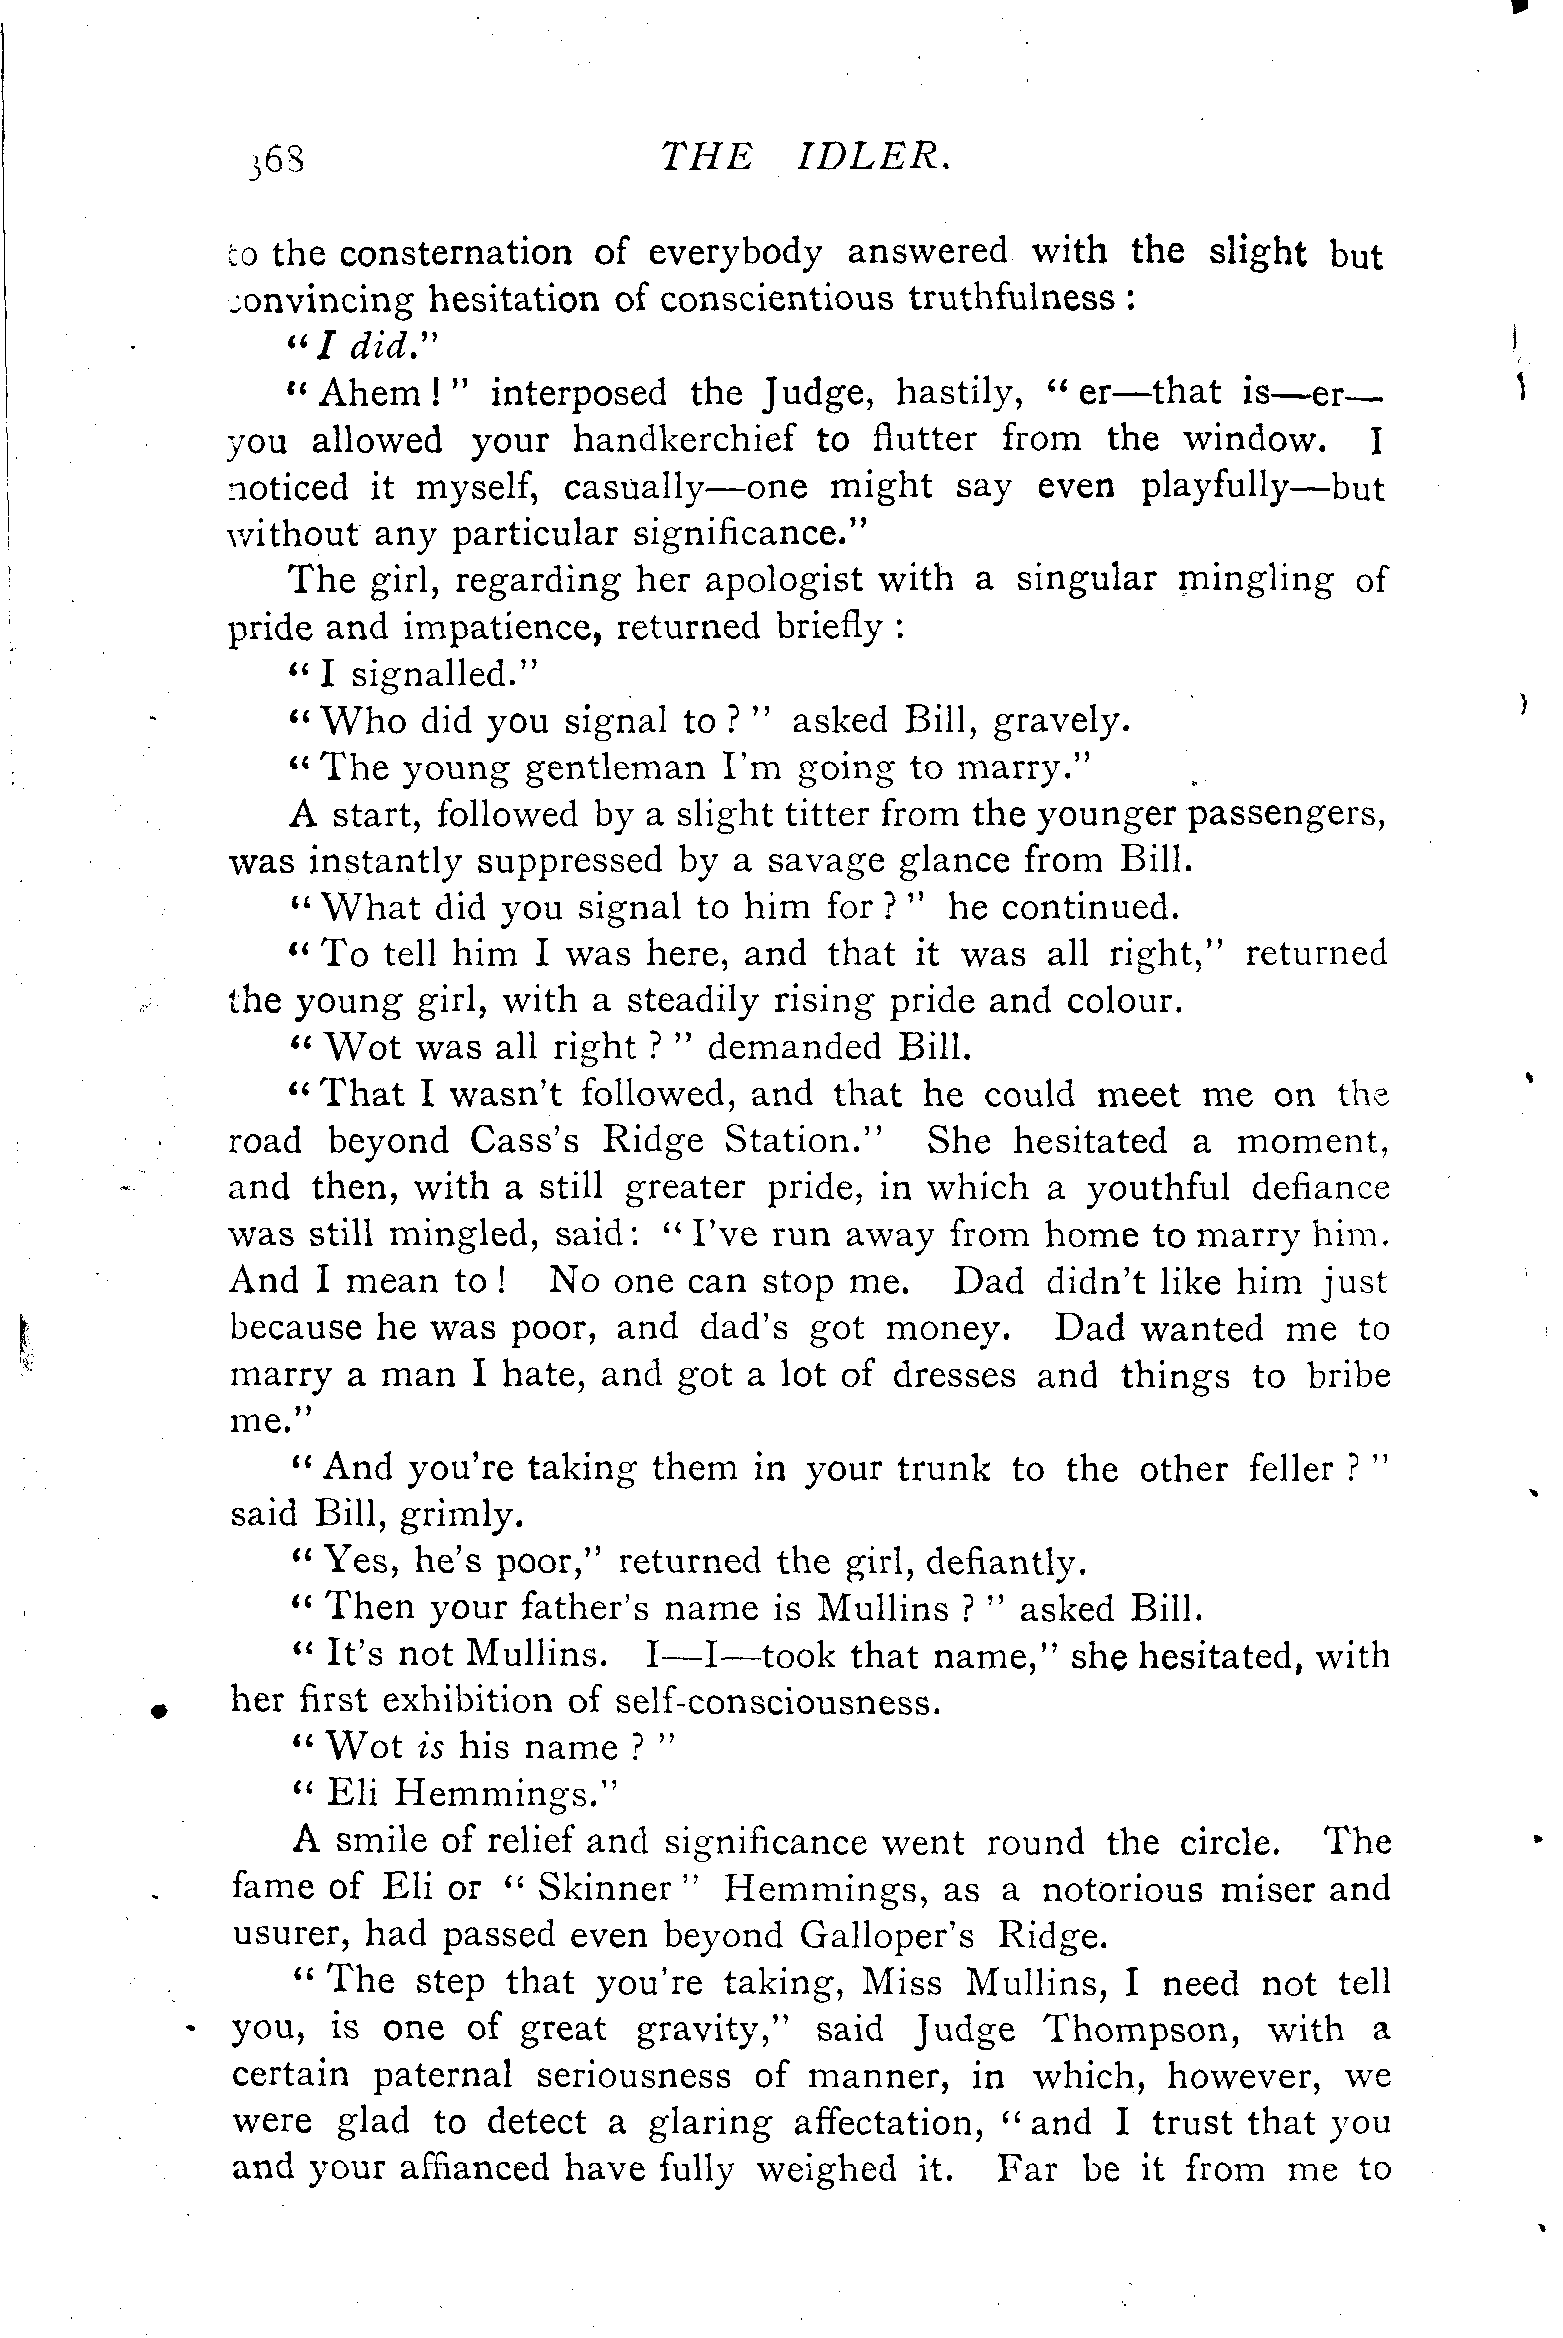 368 THE IDLER.
to the consternation of everybody answered with the slight but
convincing hesitation of conscientious truthfulness :
" I did."
" Ahem ! " interposed the Judge, hastily, " er—that is—er—
you allowed your handkerchief to flutter from the window. I
noticed it myself, casually—one might say even playfully—but
without any particular significance."
The girl, regarding her apologist with a singular mingling of
pride and impatience, returned briefly :
" I signalled."
" Who did you signal to ? " asked Bill, gravely.
" The young gentleman I'm going to marry."
A start, followed by a slight titter from the younger passengers,
was instantly suppressed by a savage glance from Bill.
" What did you signal to him for ? " he continued.
" To tell him I was here, and that it was all right," returned
the young girl, with a steadily rising pride and colour.
" Wot was all right ? " demanded Bill.
" That I wasn't followed, and that he could meet me on the
road beyond Cass's Ridge Station." She hesitated a moment,
and then, with a still greater pride, in which a youthful defiance
was still mingled, said: " I've run away from home to marry him.
And I mean to ! No one can stop me. Dad didn't like him just
because he was poor, and dad's got money. Dad wanted me to
marry a man I hate, and got a lot of dresses and things to bribe
me."
" And you're taking them in your trunk to the other feller ? "
said Bill, grimly.
" Yes, he's poor," returned the girl, defiantly.
" Then your father's name is Mullins ? " asked Bill.
" It's not Mullins. I—I—took that name," she hesitated, with
her first exhibition of self-consciousness.
" Wot is his name ? "
" Eli Hemmings."
A smile of relief and significance went round the circle. The
fame of Eli or " Skinner " Hemmings, as a notorious miser and
usurer, had passed even beyond Galloper's Ridge.
" The step that you're taking, Miss Mullins, I need not tell
you, is one of great gravity," said Judge Thompson, with a
certain paternal seriousness of manner, in which, however, we
were glad to detect a glaring affectation, " and I trust that you
and your affianced have fully weighed it. Far be it from me to